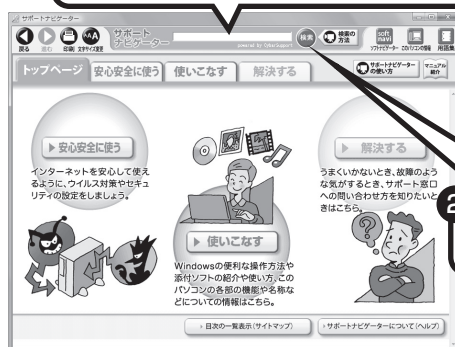 サポートナビゲーター
戻る
進む
印刷
文字サイズ変更
サポート
ナビゲーター
powered by CyberSupport
検索
検索の
方法
soft
navi
ソフトナビゲーター
このパソコンの情報
用語集
トップページ
安心安全に使う
使いこなす
解決する
サポートナビゲーター
の使い方
マニュアル
紹介
安心安全に使う
インターネットを安心して使え
るように、ウイルス対策やセキュ
リティの設定をしましょう。
使いこなす
Windowsの便利な操作方法や
添付ソフトの紹介や使い方、この
パソコンの各部の機能や名称な
どについての情報はこちら。
解決する
うまくいかないとき、故障のよう
な気がするとき、サポート窓口
への問い合わせ方を知りたいと
きはこちら。
2
目次の一覧表示(サイトマップ)
サポートナビゲーターについて(ヘルプ)